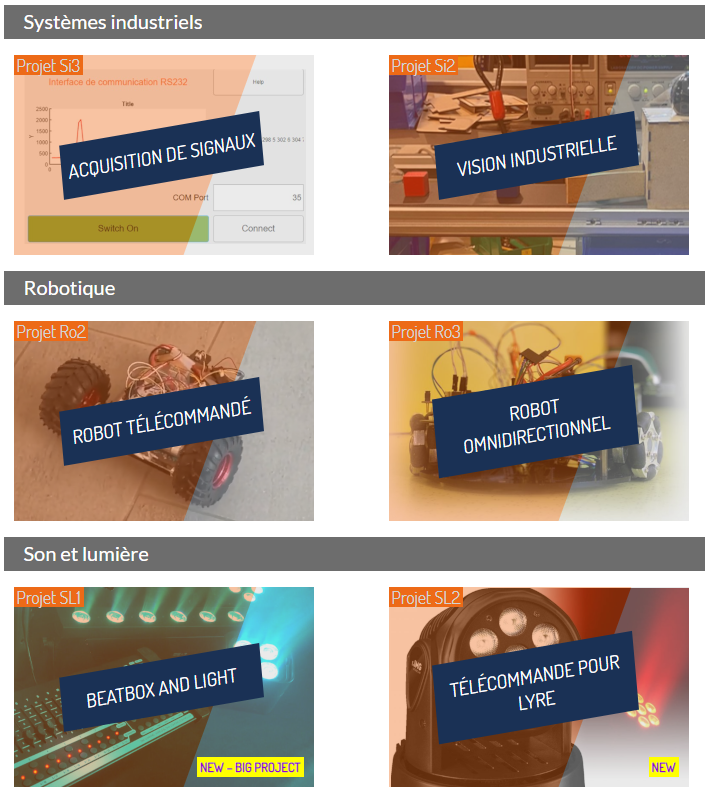 Systèmes industriels
Projet Si3
Interface de communication RS232
Help
Title
2500
2000
1500
1000
500
0
Y
0
ACQUISITION DE SIGNAUX
COM Port
35
Switch On
Connect
Projet Si2
VISION INDUSTRIELLE
Robotique
Projet Ro2
ROBOT TÉLÉCOMMANDÉ
Projet Ro3
ROBOT
OMNIDIRECTIONNEL
Son et lumière
Projet SL1
BEATBOX AND LIGHT
NEW – BIG PROJECT
Projet SL2
TÉLÉCOMMANDE POUR
LYRE
NEW